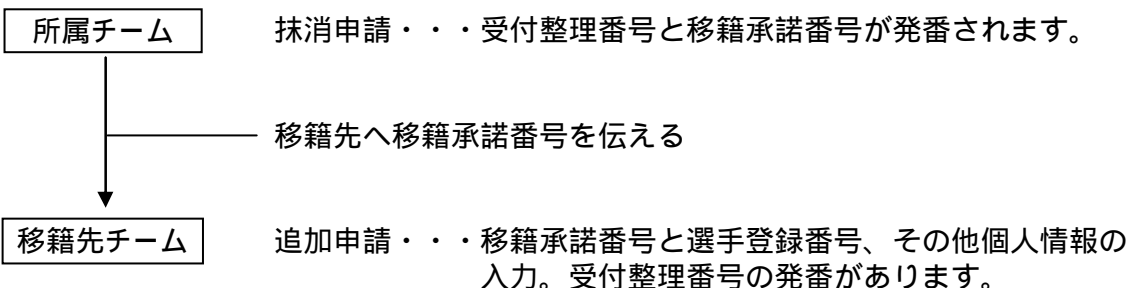 所属チーム 抹消申請・・・受付整理番号と移籍承諾番号が発番されます。
移籍先へ移籍承諾番号を伝える
移籍先チーム 追加申請・・・移籍承諾番号と選手登録番号、その他個人情報の
入力。受付整理番号の発番があります。